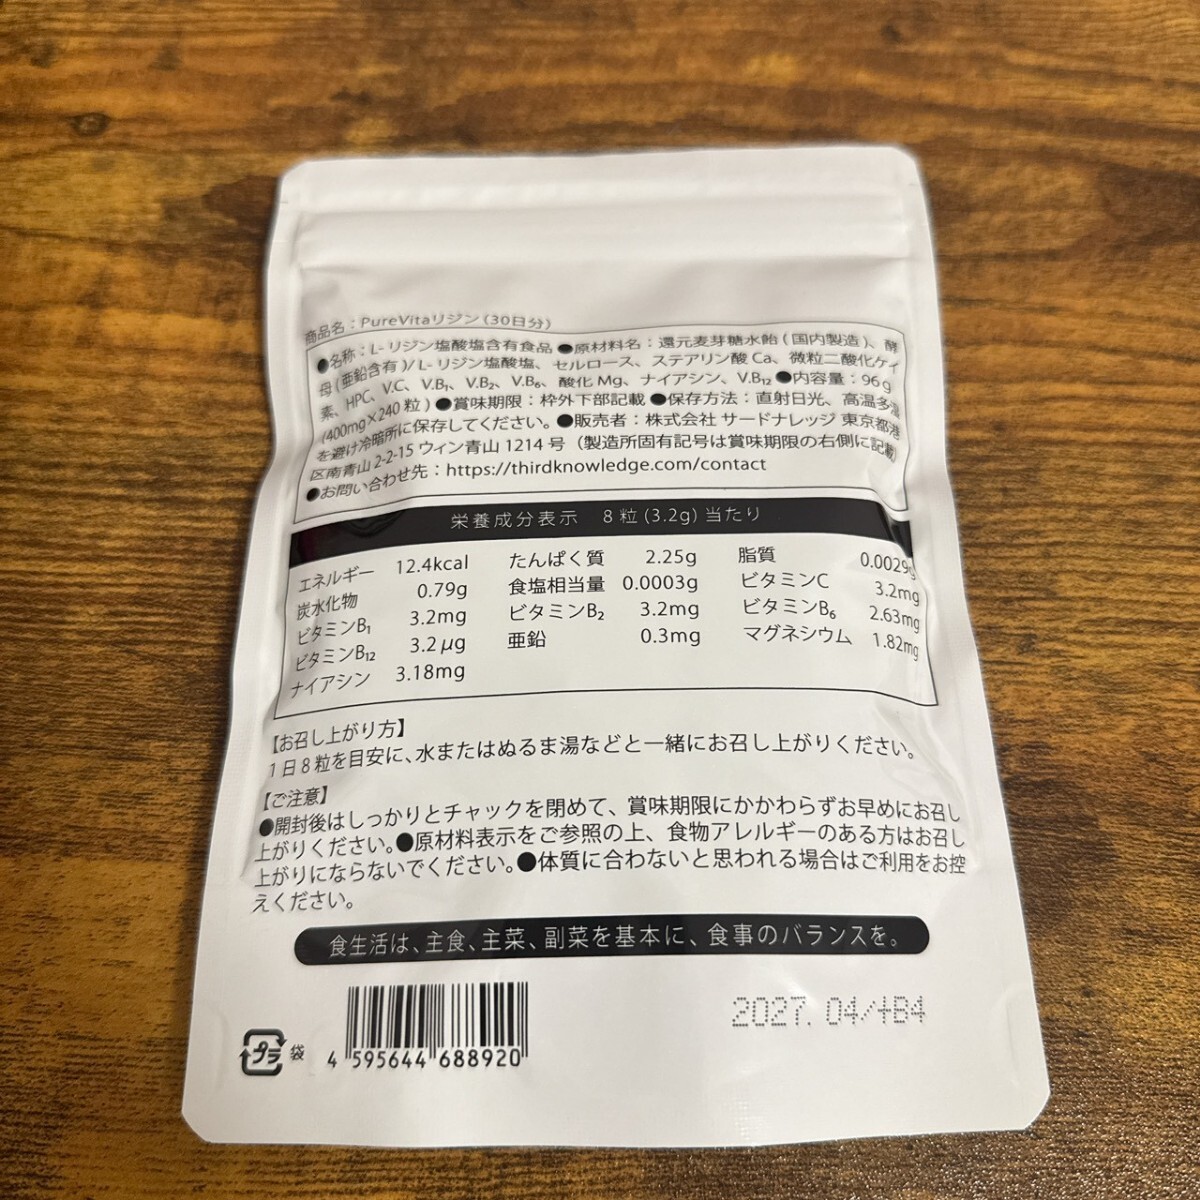 商品名：PureVitaリジン(30日分)
●名称：L-リジン塩酸塩含有食品 ●原材料名：還元麦芽糖水飴(国内製造)、酵
母(亜鉛含有)/L-リジン塩酸塩、セルロース、ステアリン酸Ca、微粒二酸化ケイ
素、HPC、V.C、V.B₁、V.B₂、V.B₆、酸化Mg、ナイアシン、V.B₁₂ ●内容量：96g
(400mg×240粒) ●賞味期限：枠外下部記載 ●保存方法：直射日光、高温多湿
を避け冷暗所に保存してください。●販売者：株式会社 サードナレッジ 東京都港
区南青山2-2-15 ウィン青山1214号（製造所固有記号は賞味期限の右側に記載
●お問い合わせ先：https://thirdknowledge.com/contact
栄養成分表示 8粒(3.2g)当たり
エネルギー 12.4kcal たんぱく質 2.25g 脂質 0.0029g
炭水化物 0.79g 食塩相当量 0.0003g ビタミンC 3.2mg
ビタミンB₁ 3.2mg ビタミンB₂ 3.2mg ビタミンB₆ 2.63mg
ビタミンB₁₂ 3.2μg 亜鉛 0.3mg マグネシウム 1.82mg
ナイアシン 3.18mg
【お召し上がり方】
1日8粒を目安に、水またはぬるま湯などと一緒にお召し上がりください。
【ご注意】
●開封後はしっかりとチャックを閉めて、賞味期限にかかわらずお早めにお召し
上がりください。●原材料表示をご参照の上、食物アレルギーのある方はお召し
上がりにならないでください。●体質に合わないと思われる場合はご利用をお控
えください。
食生活は、主食、主菜、副菜を基本に、食事のバランスを。
2027.04/4B4
プラ 袋
4 595644 688920